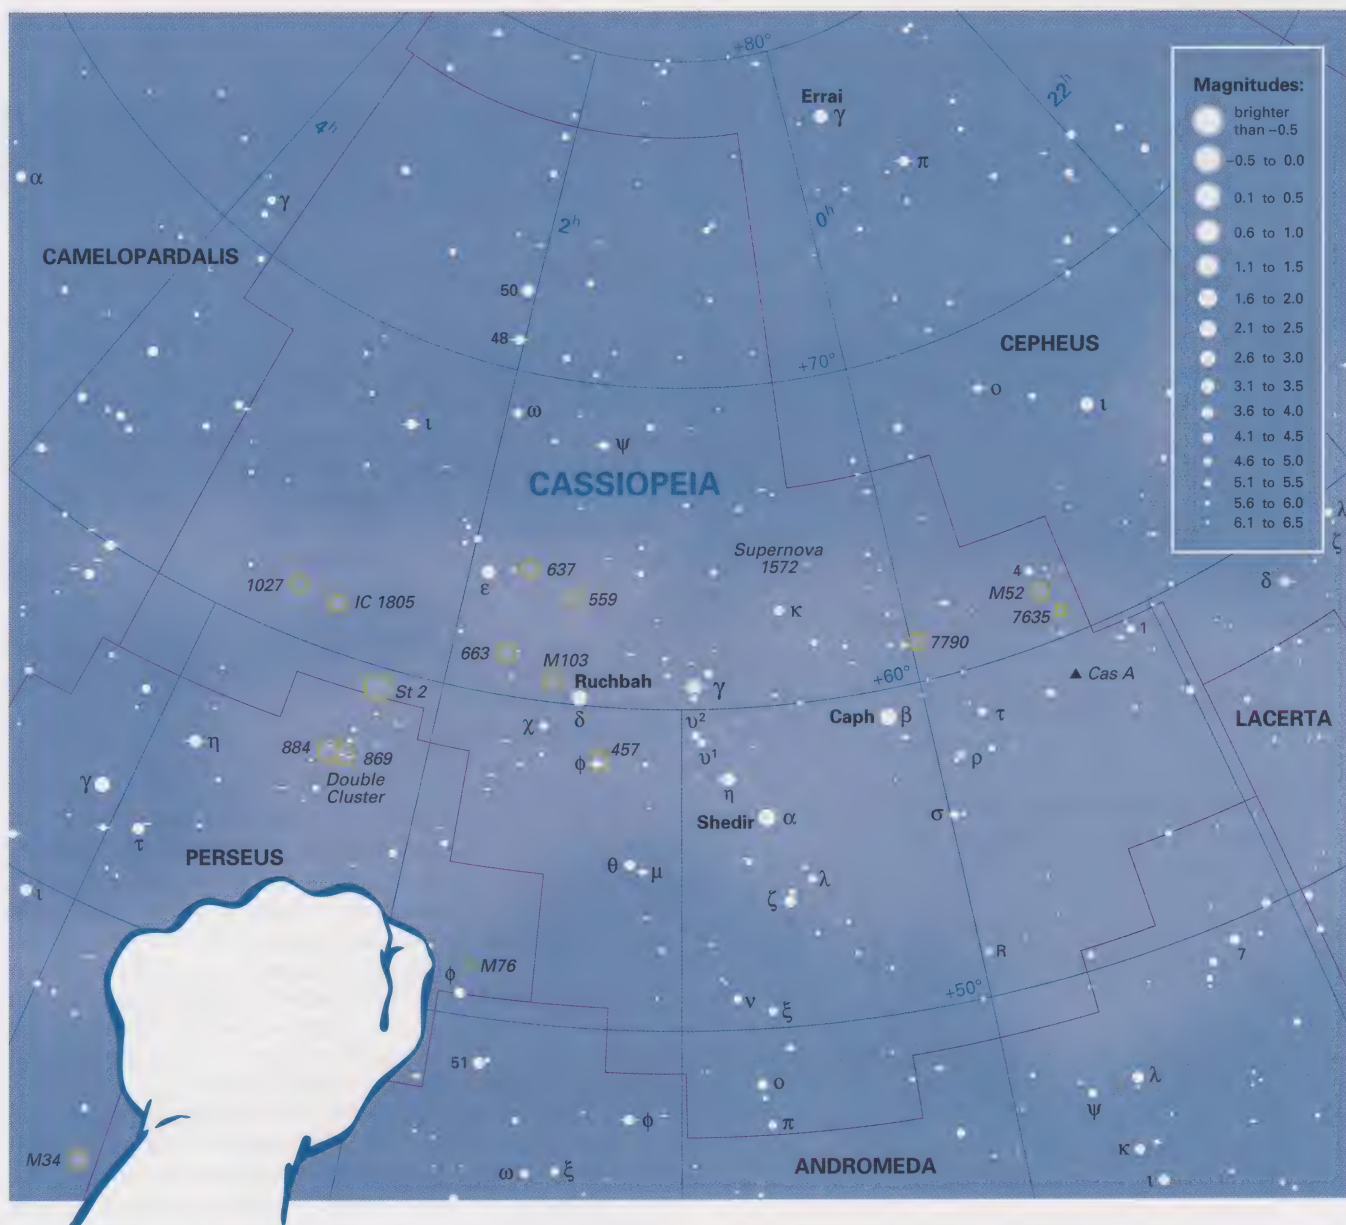 +80°
22ʰ
Magnitudes:
brighter
than −0.5
−0.5 to 0.0
0.1 to 0.5
0.6 to 1.0
1.1 to 1.5
1.6 to 2.0
2.1 to 2.5
2.6 to 3.0
3.1 to 3.5
3.6 to 4.0
4.1 to 4.5
4.6 to 5.0
5.1 to 5.5
5.6 to 6.0
6.1 to 6.5
Errai
γ
4ʰ
π
α
γ
2ʰ
0ʰ
CAMELOPARDALIS
50
48
CEPHEUS
+70°
ο
ι
ω
ι
ψ
CASSIOPEIA
λ
ζ
Supernova
1572
637
ε
1027
IC 1805
559
κ
4
M52
7635
δ
663
M103
7790
1
Ruchbah
+60°
Cas A
St 2
γ
δ
χ
υ²
Caph β
τ
LACERTA
η
884
869
Double
Cluster
φ
457
υ¹
ρ
γ
η
Shedir α
σ
τ
PERSEUS
θ
μ
λ
ι
ζ
R
7
φ
M76
+50°
ν
ξ
51
ο
λ
ψ
φ
π
κ
M34
ω
ξ
ANDROMEDA
ι